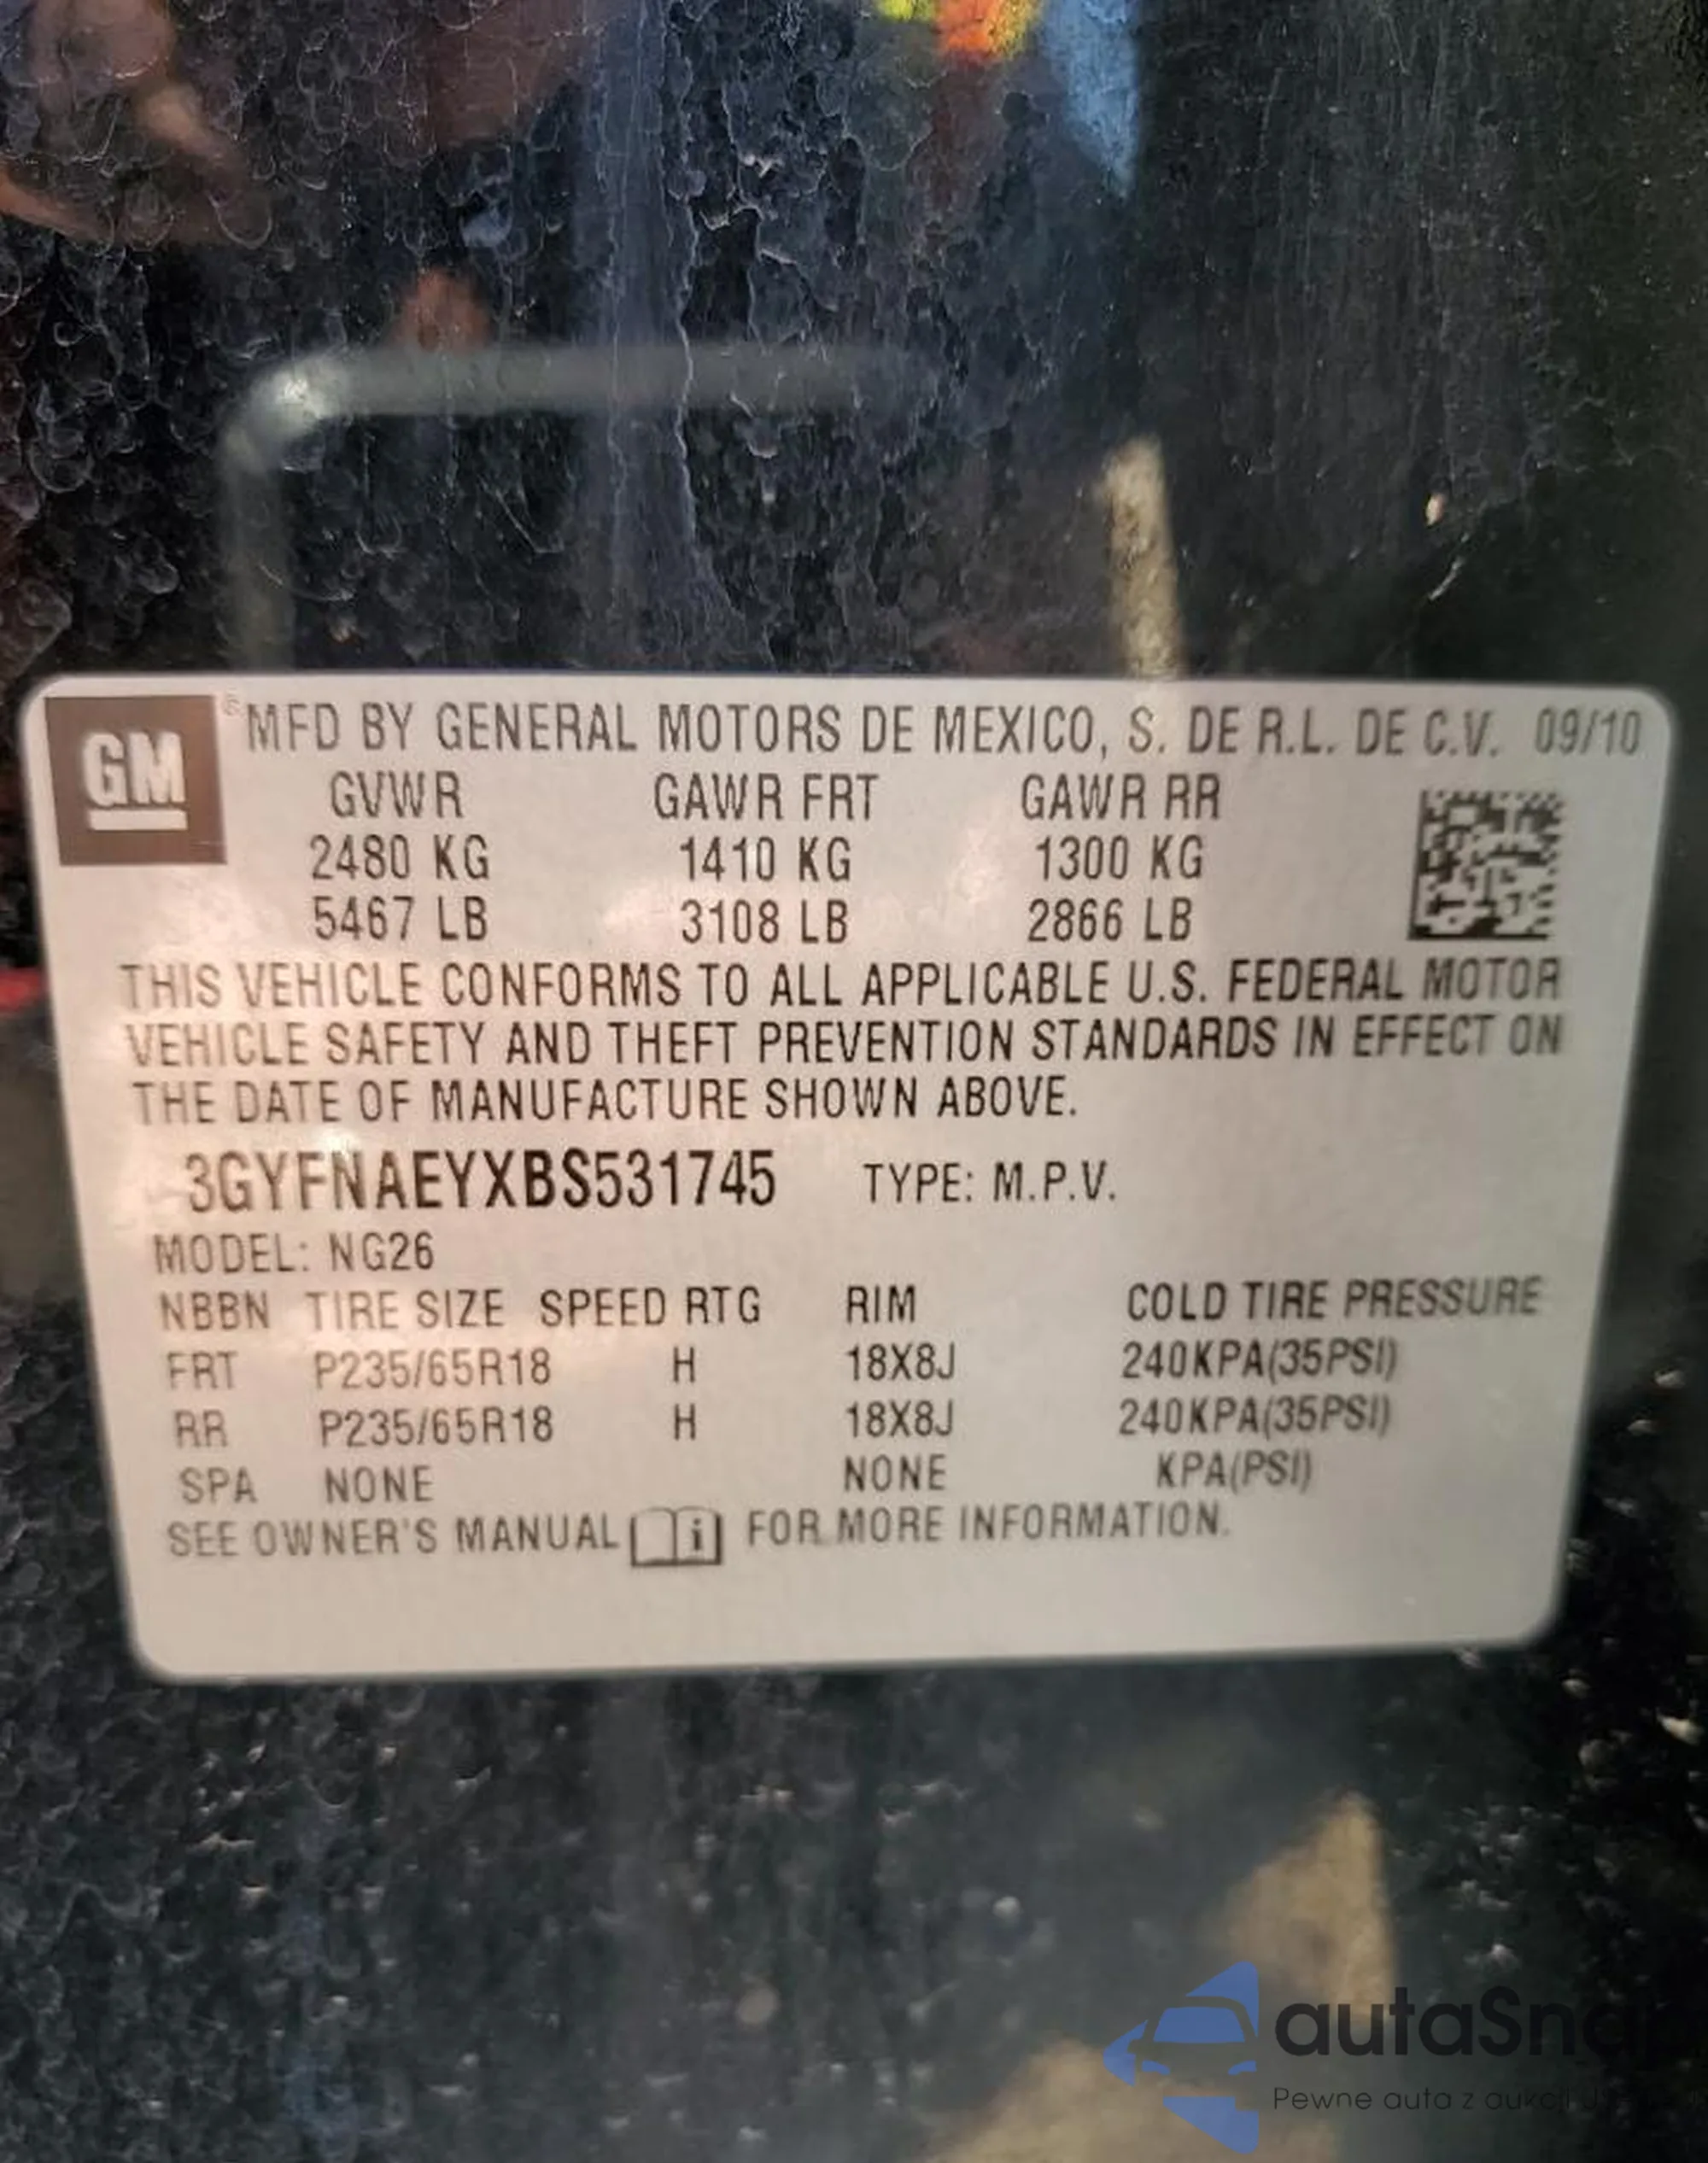 GM
® MFD BY GENERAL MOTORS DE MEXICO, S. DE R.L. DE C.V. 09/10
GVWR GAWR FRT GAWR RR
2480 KG 1410 KG 1300 KG
5467 LB 3108 LB 2866 LB
THIS VEHICLE CONFORMS TO ALL APPLICABLE U.S. FEDERAL MOTOR
VEHICLE SAFETY AND THEFT PREVENTION STANDARDS IN EFFECT ON
THE DATE OF MANUFACTURE SHOWN ABOVE.
3GYFNAEYXBS531745 TYPE: M.P.V.
MODEL: NG26
NBBN TIRE SIZE SPEED RTG RIM COLD TIRE PRESSURE
FRT P235/65R18 H 18X8J 240KPA(35PSI)
RR P235/65R18 H 18X8J 240KPA(35PSI)
SPA NONE NONE KPA(PSI)
SEE OWNER'S MANUAL i FOR MORE INFORMATION.
autaSna
Pewne auta z aukcji